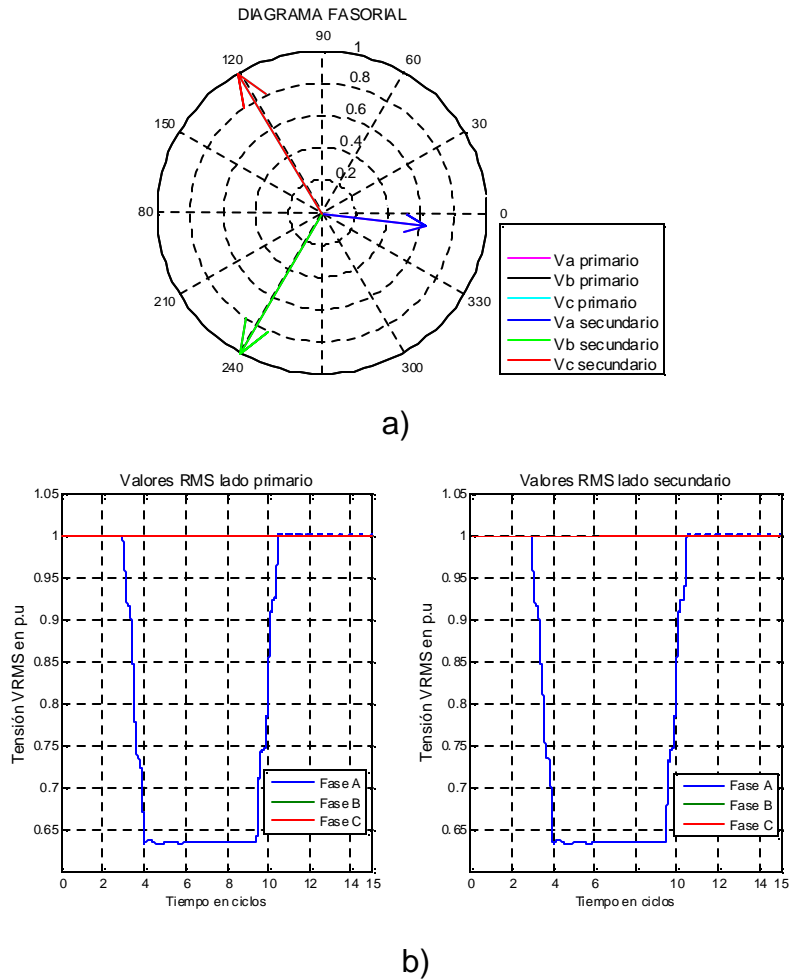 DIAGRAMA FASORIAL
90
1
120
60
0.8
0.6
150
30
0.4
0.2
80
0
210
330
240
300
270
Va primario
Vb primario
Vc primario
Va secundario
Vb secundario
Vc secundario
a)
Valores RMS lado primario
1.05
1
0.95
0.9
0.85
0.8
0.75
0.7
0.65
Tensión VRMS en p.u
Fase A
Fase B
Fase C
0 2 4 6 8 10 12 14 15
Tiempo en ciclos
Valores RMS lado secundario
1.05
1
0.95
0.9
0.85
0.8
0.75
0.7
0.65
Tensión VRMS en p.u
Fase A
Fase B
Fase C
0 2 4 6 8 10 12 14 15
Tiempo en ciclos
b)